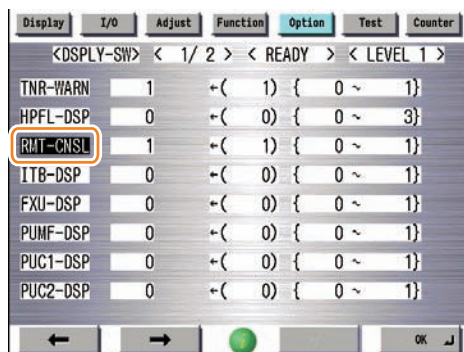 Display I/O Adjust Function Option Test Counter
<DSPLY-SW> < 1/ 2 > < READY > < LEVEL 1 >
TNR-WARN 1 ←( 1) { 0 ~ 1}
HPFL-DSP 0 ←( 0) { 0 ~ 3}
RMT-CNSL 1 ←( 1) { 0 ~ 1}
ITB-DSP 0 ←( 0) { 0 ~ 1}
FXU-DSP 0 ←( 0) { 0 ~ 1}
PUMF-DSP 0 ←( 0) { 0 ~ 1}
PUC1-DSP 0 ←( 0) { 0 ~ 1}
PUC2-DSP 0 ←( 0) { 0 ~ 1}
← → i OK ↵